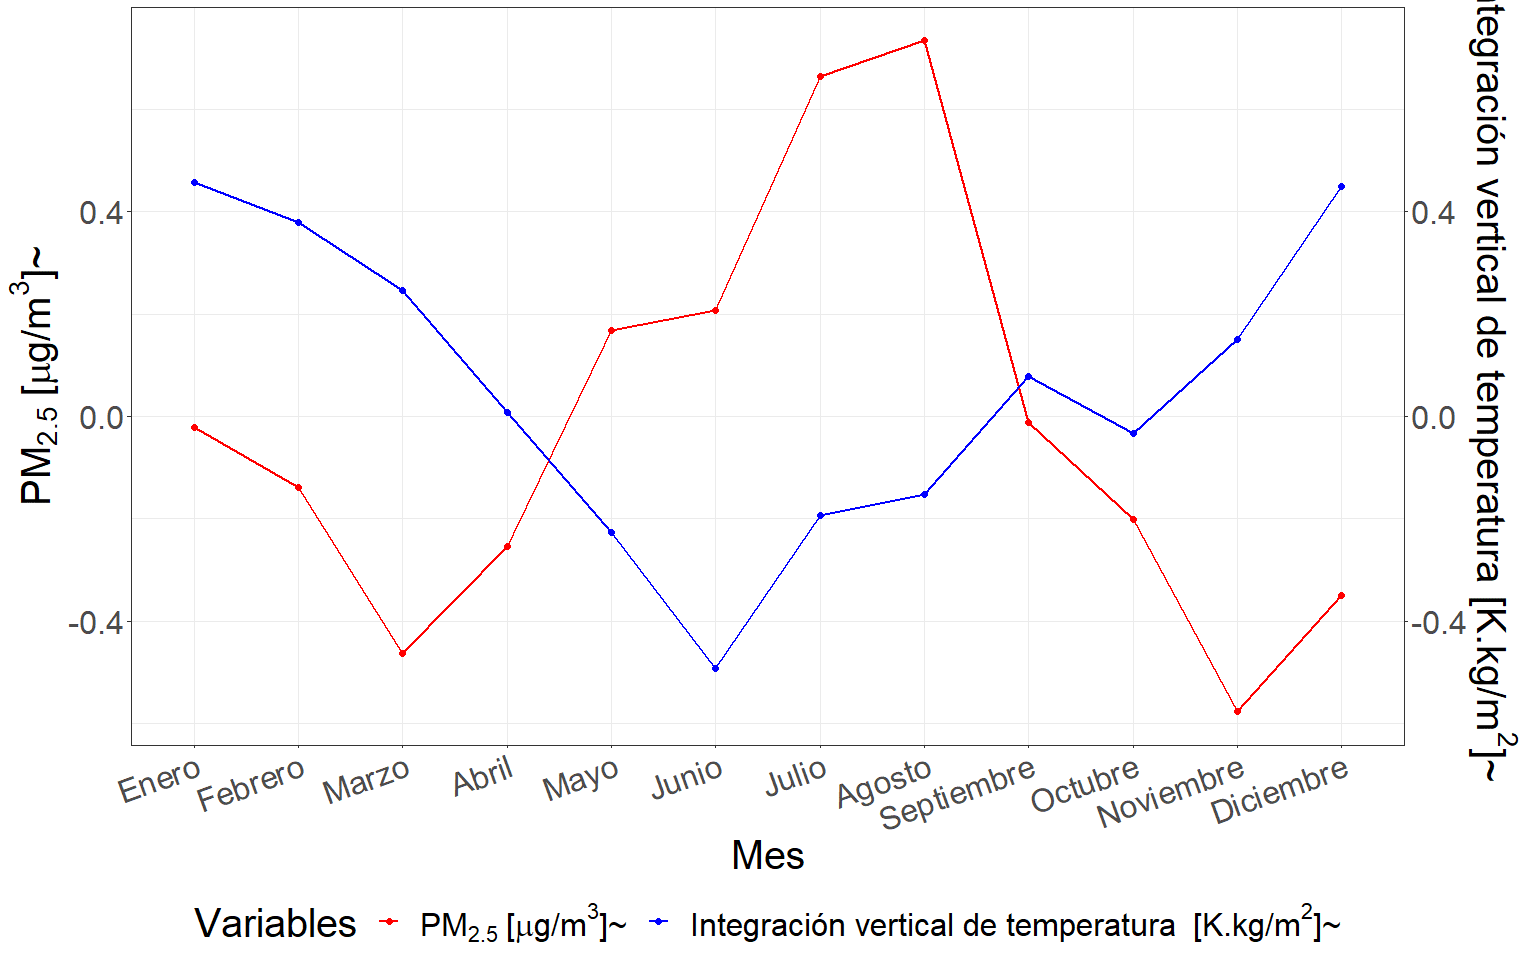 PM2.5 [μg/m3]~
0.4
0.0
-0.4
0.4
0.0
-0.4
vertical de temperatura [K.kg/m2]~
Enero
Febrero
Marzo
Abril
Mayo
Junio
Julio
Agosto
Septiembre
Octubre
Noviembre
Diciembre
Mes
Variables PM2.5 [μg/m3]~ Integración vertical de temperatura [K.kg/m2]~